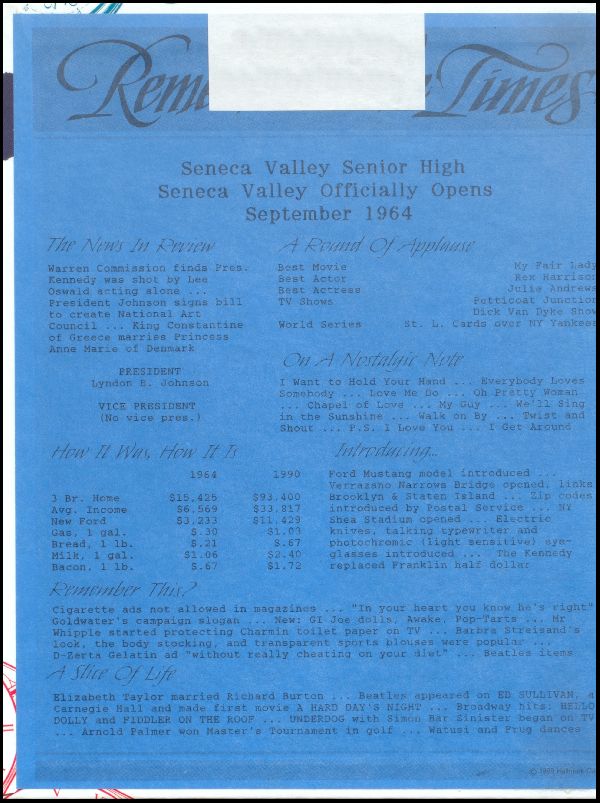 Reme
Times
Seneca Valley Senior High
Seneca Valley Officially Opens
September 1964
The News In Review
Warren Commission finds Pres.
Kennedy was shot by Lee
Oswald acting alone ...
President Johnson signs bill
to create National Art
Council ... King Constantine
of Greece marries Princess
Anne Marie of Denmark
PRESIDENT
Lyndon B. Johnson
VICE PRESIDENT
(No vice pres.)
A Round Of Applause
Best Movie My Fair Lady
Best Actor Rex Harrison
Best Actress Julie Andrews
TV Shows Petticoat Junction
Dick Van Dyke Show
World Series St. L. Cards over NY Yankees
On A Nostalgic Note
I Want to Hold Your Hand ... Everybody Loves
Somebody ... Love Me Do ... Oh Pretty Woman
... Chapel of Love ... My Guy ... We'll Sing
in the Sunshine ... Walk on By ... Twist and
Shout ... P.S. I Love You ... I Get Around
How It Was, How It Is
1964 1990
3 Br. Home $15,425 $93,400
Avg. Income $6,569 $33,817
New Ford $3,233 $11,429
Gas, 1 gal. $.30 $1.03
Bread, 1 lb. $.21 $.67
Milk, 1 gal. $1.06 $2.40
Bacon, 1 lb. $.67 $1.72
Introducing...
Ford Mustang model introduced ...
Verrazano Narrows Bridge opened, links
Brooklyn & Staten Island ... Zip codes
introduced by Postal Service ... NY
Shea Stadium opened ... Electric
knives, talking typewriter and
photochromic (light sensitive) eye-
glasses introduced ... The Kennedy
replaced Franklin half dollar
Remember This?
Cigarette ads not allowed in magazines ... "In your heart you know he's right"
Goldwater's campaign slogan ... New: GI Joe dolls, Awake, Pop-Tarts ... Mr
Whipple started protecting Charmin toilet paper on TV ... Barbra Streisand's
look, the body stocking, and transparent sports blouses were popular ...
D-Zerta Gelatin ad "without really cheating on your diet" ... Beatles items
A Slice Of Life
Elizabeth Taylor married Richard Burton ... Beatles appeared on ED SULLIVAN, a
Carnegie Hall and made first movie A HARD DAY'S NIGHT ... Broadway hits: HELLO
DOLLY and FIDDLER ON THE ROOF ... UNDERDOG with Simon Bar Sinister began on TV
... Arnold Palmer won Master's Tournament in golf ... Watusi and Frug dances
Hallmark